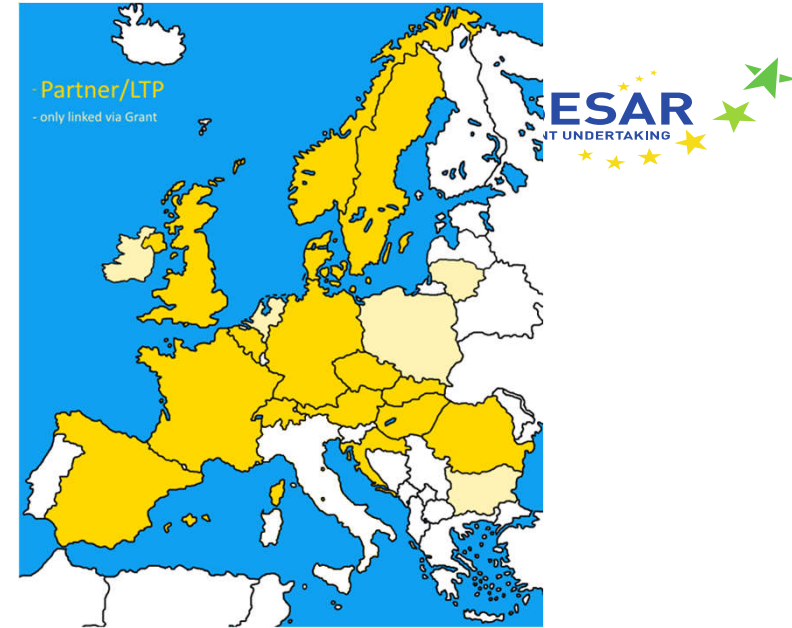 - Partner/LTP
- only linked via Grant
ESAR
NT UNDERTAKING